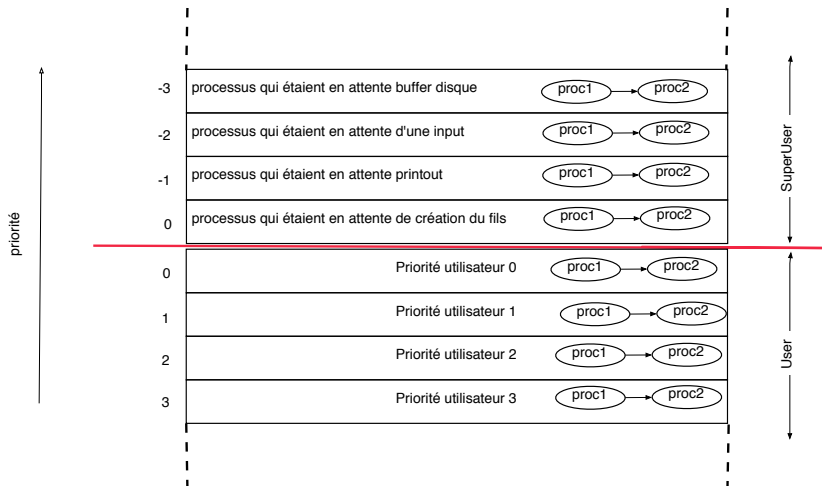 -3 processus qui étaient en attente buffer disque proc1 proc2
-2 processus qui étaient en attente d'une input proc1 proc2
-1 processus qui étaient en attente printout proc1 proc2
0 processus qui étaient en attente de création du fils proc1 proc2
0 Priorité utilisateur 0 proc1 proc2
1 Priorité utilisateur 1 proc1 proc2
2 Priorité utilisateur 2 proc1 proc2
3 Priorité utilisateur 3 proc1 proc2
priorité
SuperUser
User